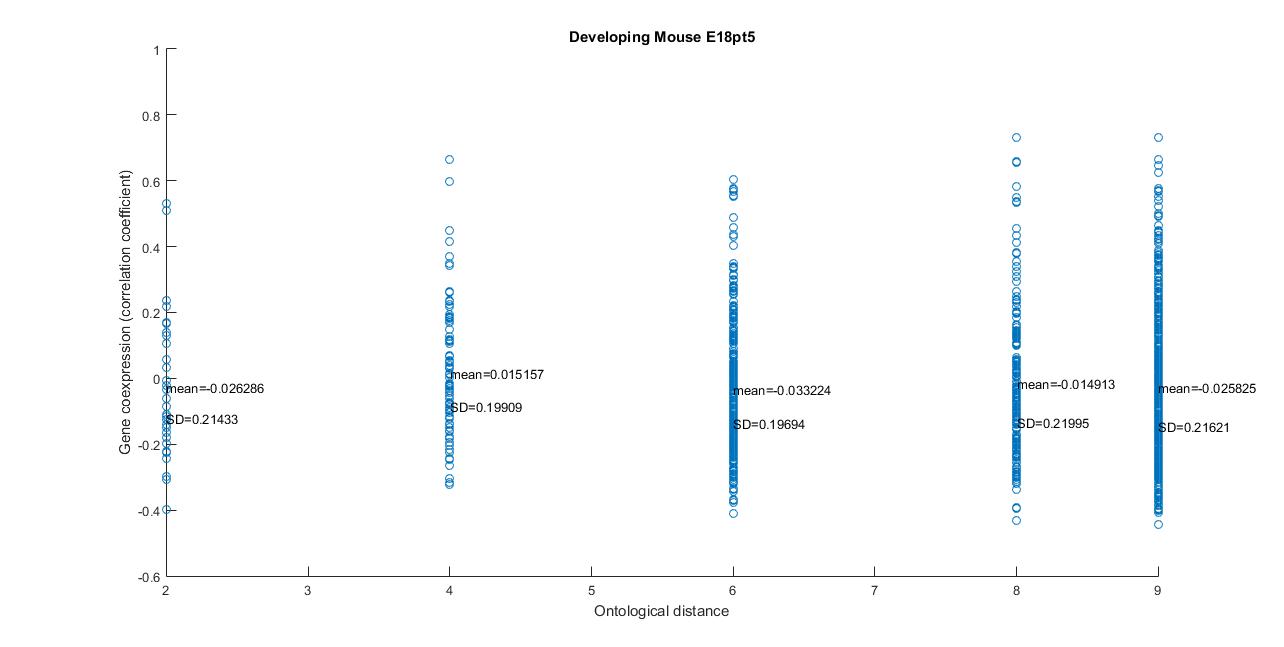 Developing Mouse E18pt5
1
0.8
0.6
0.4
0.2
0
-0.2
-0.4
-0.6
Gene coexpression (correlation coefficient)
mean=-0.026286
SD=0.21433
mean=0.015157
SD=0.19909
mean=-0.033224
SD=0.19694
mean=-0.014913
SD=0.21995
mean=-0.025825
SD=0.21621
2 3 4 5 6 7 8 9
Ontological distance